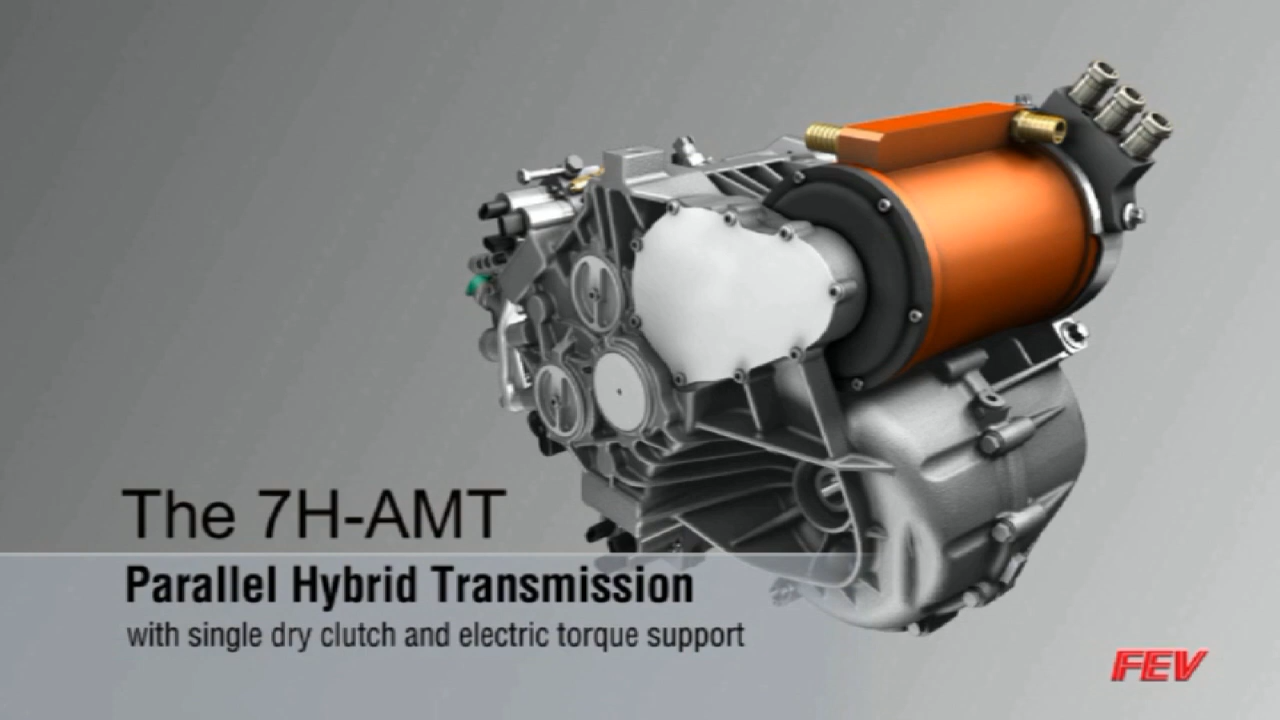 The 7H-AMT
Parallel Hybrid Transmission
with single dry clutch and electric torque support
FEV